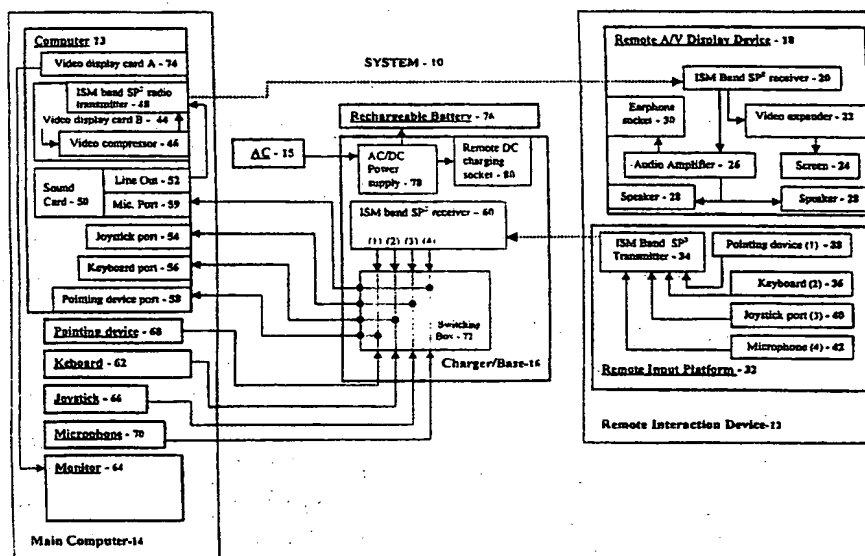 Computer 13
Video display card A - 74
ISM band SP² radio
transmitter - 48
Video display card B - 44
Video compressor - 46
Sound
Card - 50
Line Out - 52
Mic. Port - 59
Joystick port - 54
Keyboard port - 56
Pointing device port - 58
Pointing device - 68
Keboard - 62
Joystick - 66
Microphone - 70
Monitor - 64
Main Computer-14
SYSTEM - 10
Rechargeable Battery - 76
AC - 15
AC/DC
Power
supply - 78
Remote DC
charging
socket - 80
ISM band SP² receiver - 60
(1) (2) (3) (4)
Switching
Box - 72
Charger/Base-16
Remote A/V Display Device - 18
ISM Band SP² receiver - 20
Earphone
socket - 30
Video expander - 22
Audio Amplifier - 26
Screen - 24
Speaker - 28
Speaker - 28
ISM Band SP²
Transmitter - 34
Pointing device (1) - 38
Keyboard (2) - 36
Joystick port (3) - 40
Microphone (4) - 42
Remote Input Platform - 32
Remote Interaction Device-12